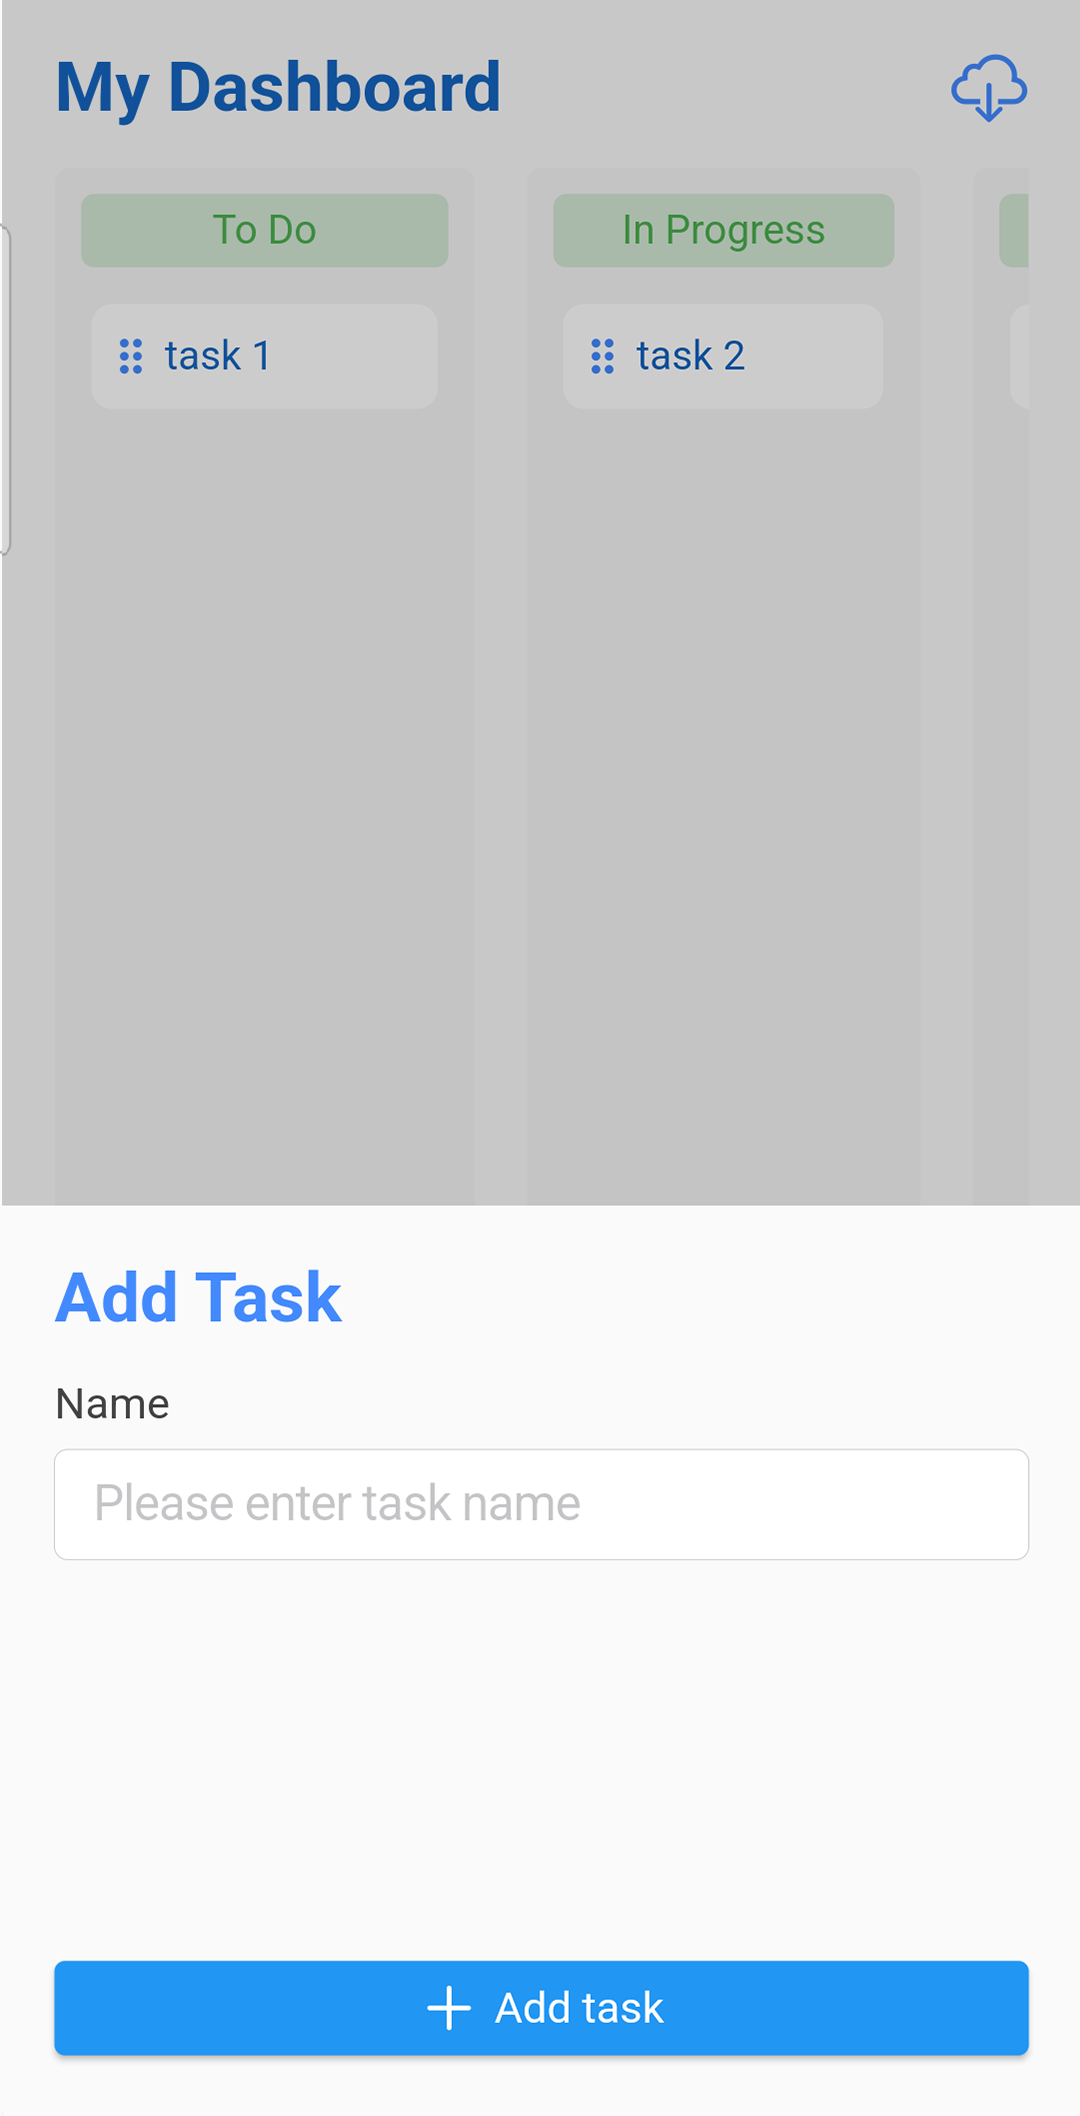 My Dashboard
To Do
In Progress
task 1
task 2
Add Task
Name
Please enter task name
Add task